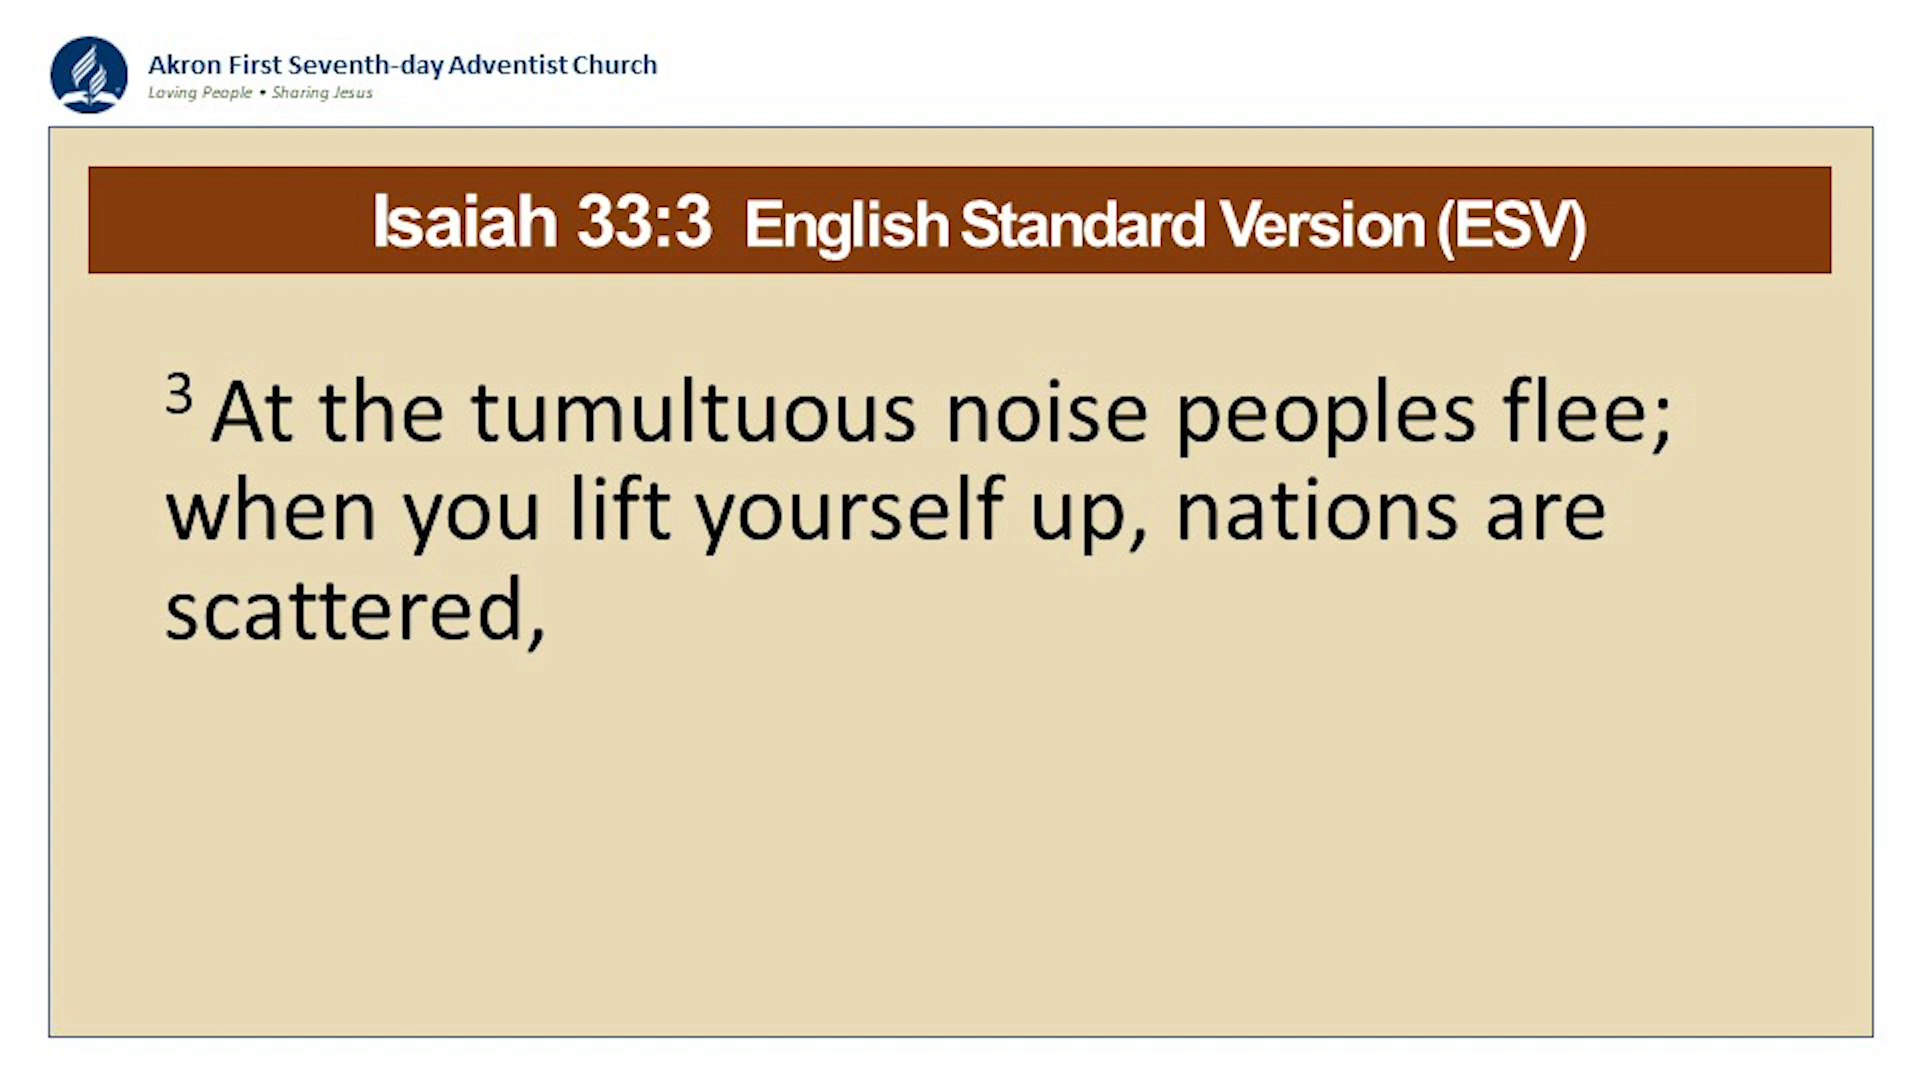 Akron First Seventh-day Adventist Church
Loving People • Sharing Jesus
Isaiah 33:3 English Standard Version (ESV)
3 At the tumultuous noise peoples flee;
when you lift yourself up, nations are
scattered,